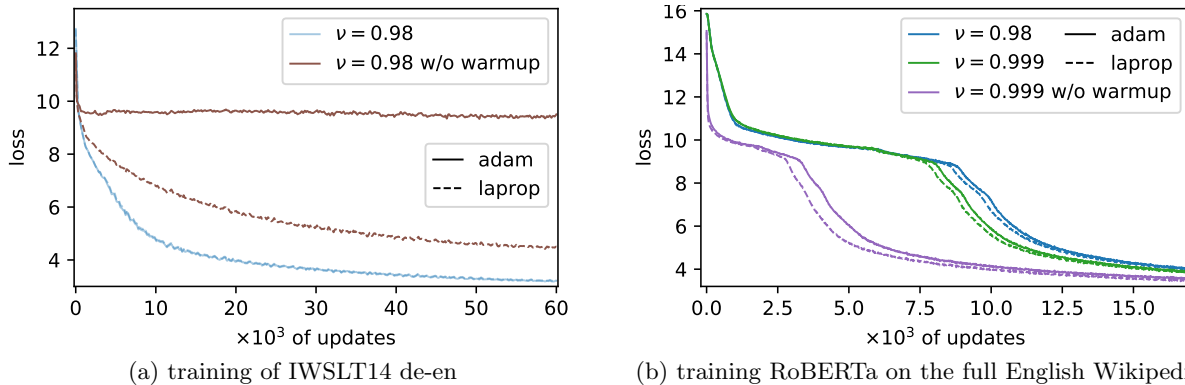 12
10
8
6
4
loss
ν = 0.98
ν = 0.98 w/o warmup
adam
laprop
0
10
20
30
40
50
60
×10³ of updates
(a) training of IWSLT14 de-en
16
14
12
10
8
6
4
loss
ν = 0.98
ν = 0.999
ν = 0.999 w/o warmup
adam
laprop
0.0
2.5
5.0
7.5
10.0
12.5
15.0
×10³ of updates
(b) training RoBERTa on the full English Wikipedi